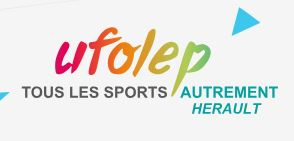 ufolep
TOUS LES SPORTS AUTREMENT
HERAULT